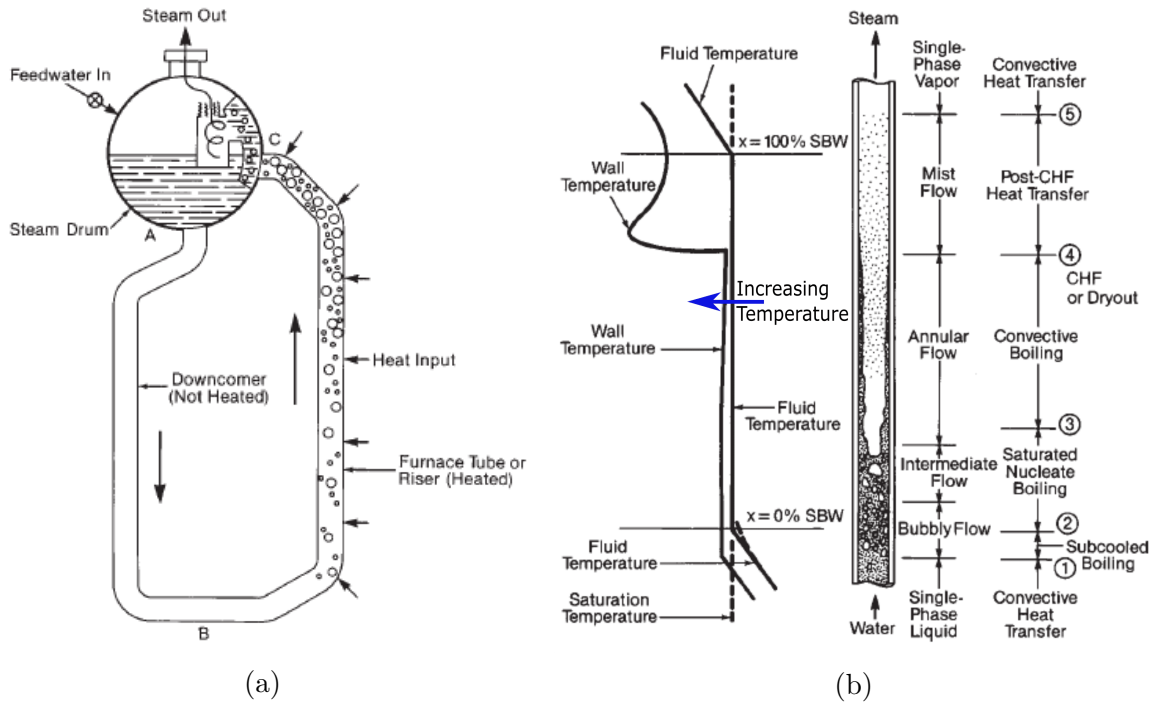 Steam Out
Feedwater In
C
Steam Drum
A
Downcomer
(Not Heated)
Heat Input
Furnace Tube or
Riser (Heated)
B
(a)
Fluid Temperature
x = 100% SBW
Wall
Temperature
Increasing
Temperature
Wall
Temperature
Fluid
Temperature
x = 0% SBW
Fluid
Temperature
Saturation
Temperature
Steam
Water
Single-
Phase
Vapor
Mist
Flow
Annular
Flow
Intermediate
Flow
Bubbly Flow
Single-
Phase
Liquid
Convective
Heat Transfer
5
Post-CHF
Heat Transfer
4
CHF
or Dryout
Convective
Boiling
3
Saturated
Nucleate
Boiling
2
Subcooled
Boiling
1
Convective
Heat
Transfer
(b)